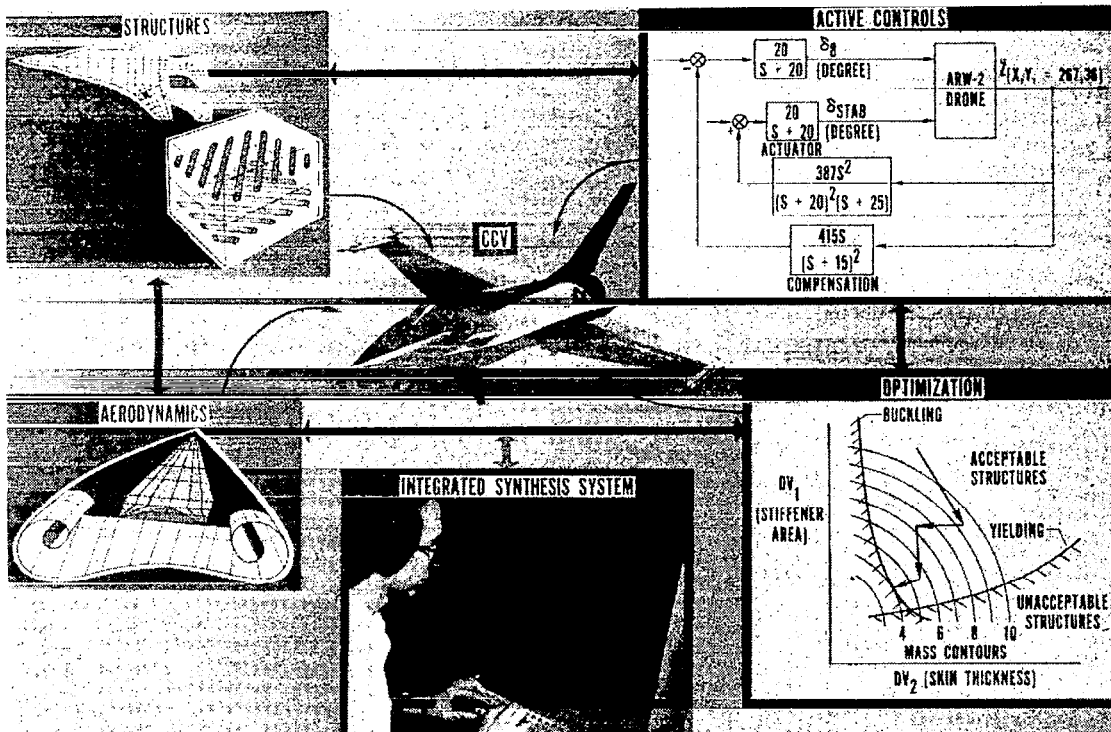 STRUCTURES
ACTIVE CONTROLS
20
S + 20
δ8
(DEGREE)
ARW-2
DRONE
Z(X,Y, = 267,38)
20
S + 20
δSTAB
(DEGREE)
ACTUATOR
387S²
(S + 20)²(S + 25)
415S
(S + 15)²
COMPENSATION
CCV
AERODYNAMICS
INTEGRATED SYNTHESIS SYSTEM
OPTIMIZATION
BUCKLING
DV1
(STIFFENER
AREA)
ACCEPTABLE
STRUCTURES
YIELDING
UNACCEPTABLE
STRUCTURES
4 6 8 10
MASS CONTOURS
DV2 (SKIN THICKNESS)